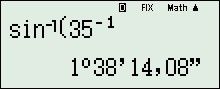 D FIX Math ▲
sin⁻¹(35⁻¹
1°38'14,08"